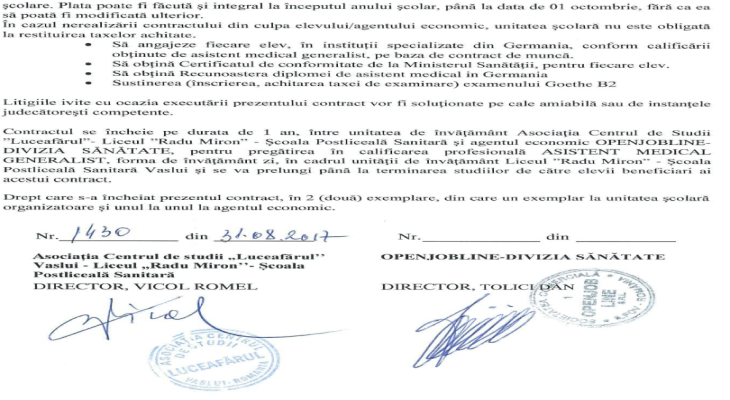 școlare. Plata poate fi făcută și integral la începutul anului școlar, până la data de 01 octombrie, fără ca ea
să poată fi modificată ulterior.
În cazul nerealizării contractului din culpa elevului/agentului economic, unitatea școlară nu este obligată
la restituirea taxelor achitate.
• Să angajeze fiecare elev, în instituții specializate din Germania, conform calificării
obținute de asistent medical generalist, pe baza de contract de muncă.
• Să obțină Certificatul de conformitate de la Ministerul Sanătății, pentru fiecare elev.
• Să obțină Recunoastera diplomei de asistent medical in Germania
• Sustinerea (înscrierea, achitarea taxei de examinare) examenului Goethe B2
Litigiile ivite cu ocazia executării prezentului contract vor fi soluționate pe cale amiabilă sau de instanțele
judecătorești competente.
Contractul se încheie pe durata de 1 an, între unitatea de învățământ Asociația Centrul de Studii
”Luceafărul”- Liceul ”Radu Miron” - Școala Postliceală Sanitară și agentul economic OPENJOBLINE-
DIVIZIA SĂNĂTATE, pentru pregătirea în calificarea profesională ASISTENT MEDICAL
GENERALIST, forma de învățământ zi, în cadrul unității de învățământ Liceul ”Radu Miron” - Școala
Postliceală Sanitară Vaslui și se va prelungi până la terminarea studiilor de către elevii beneficiari ai
acestui contract.
Drept care s-a încheiat prezentul contract, în 2 (două) exemplare, din care un exemplar la unitatea școlară
organizatoare și unul la unul la agentul economic.
Nr. 1430 din 31.08.2017 Nr. din
Asociația Centrul de studii „Luceafărul” OPENJOBLINE-DIVIZIA SĂNĂTATE
Vaslui - Liceul „Radu Miron”- Școala
Postliceală Sanitară
DIRECTOR, VICOL ROMEL DIRECTOR, TOLICI DAN
OPENJOB
LINE
S.R.L.
ASOCIAȚIA CENTRUL
DE STUDII
LUCEAFĂRUL
VASLUI-ROMANIA